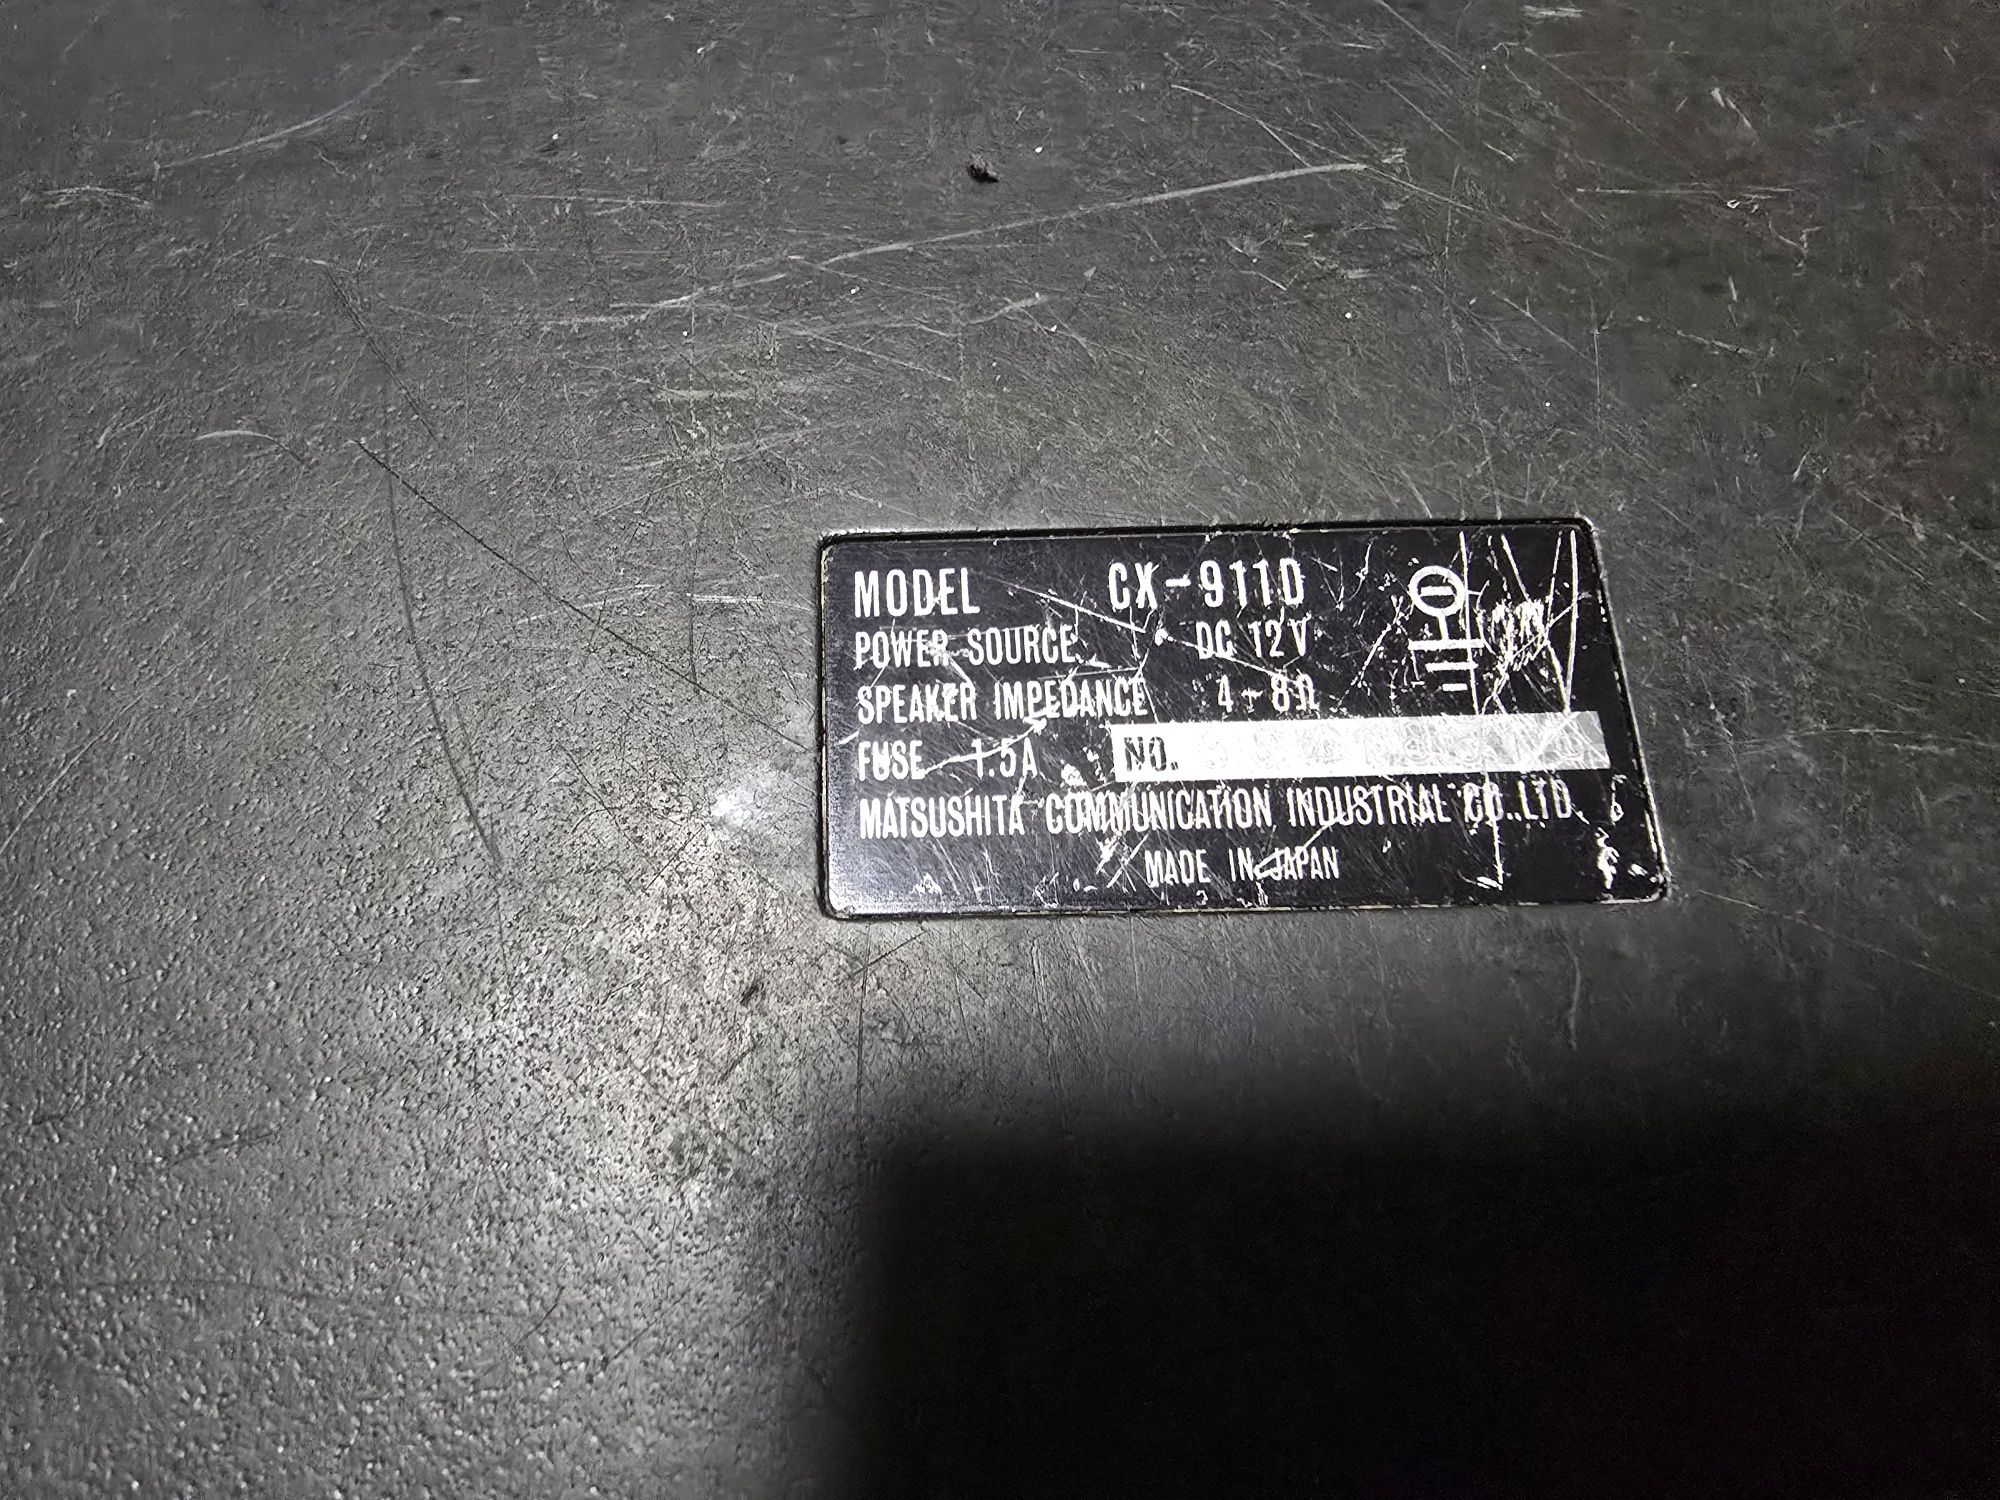 MODEL CX-911D
POWER SOURCE DC 12V
SPEAKER IMPEDANCE 4-8Ω
FUSE 1.5A NO.
MATSUSHITA COMMUNICATION INDUSTRIAL CO.,LTD.
MADE IN JAPAN